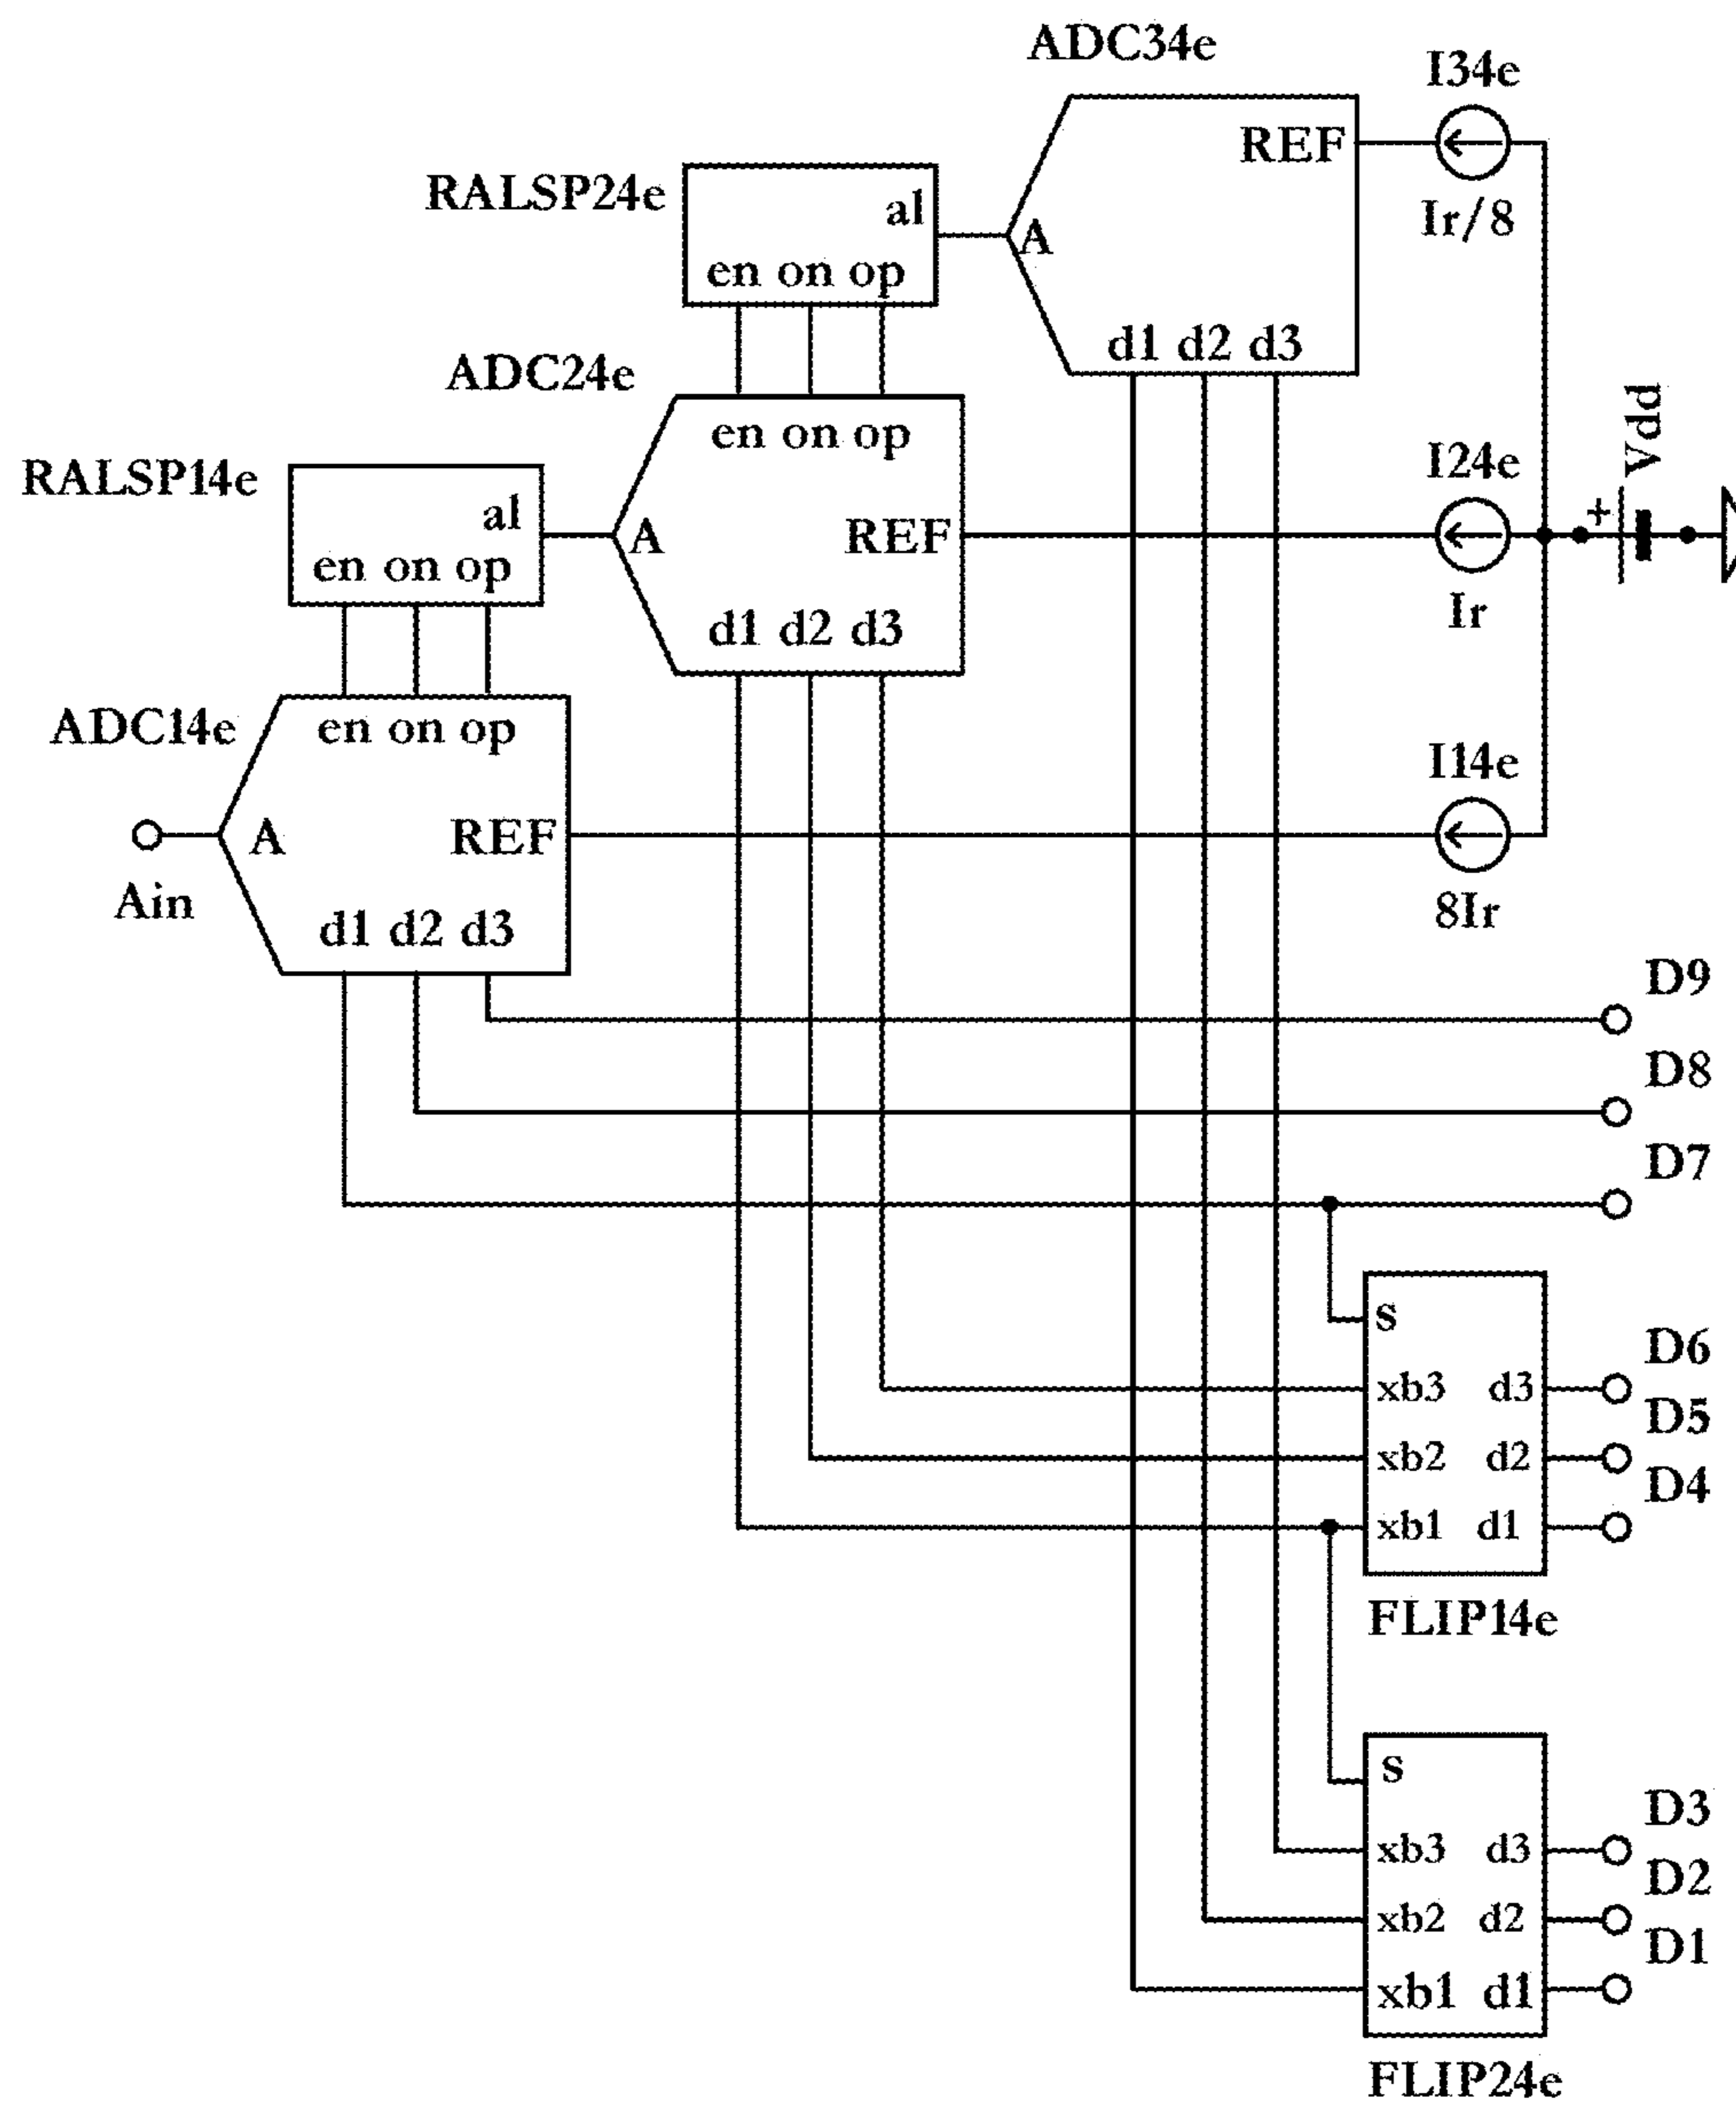 ADC34e
I34e
REF
RALSP24e
al
A
Ir/8
en on op
d1 d2 d3
ADC24e
en on op
Vdd
I24e
RALSP14e
al
A
REF
+
en on op
Ir
d1 d2 d3
ADC14e
en on op
I14e
A
REF
Ain
8Ir
d1 d2 d3
D9
D8
D7
s
D6
xb3 d3
D5
xb2 d2
D4
xb1 d1
FLIP14e
s
D3
xb3 d3
D2
xb2 d2
D1
xb1 d1
FLIP24e